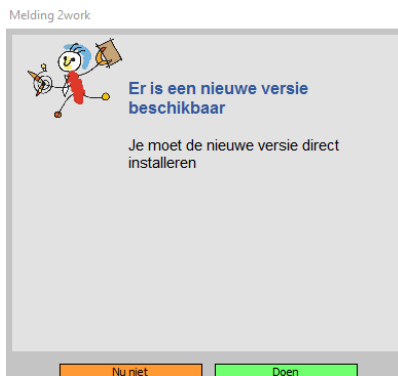 Melding 2work
Er is een nieuwe versie
beschikbaar
Je moet de nieuwe versie direct
installeren
Nu niet
Doen